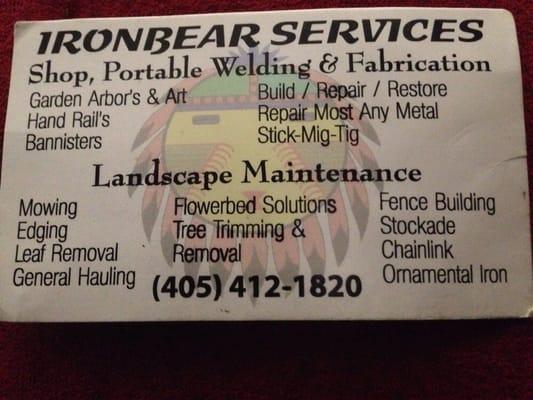 IRONBEAR SERVICES
Shop, Portable Welding & Fabrication
Garden Arbor's & Art
Hand Rail's
Bannisters
Build / Repair / Restore
Repair Most Any Metal
Stick-Mig-Tig
Landscape Maintenance
Mowing
Edging
Leaf Removal
General Hauling
Flowerbed Solutions
Tree Trimming &
Removal
Fence Building
Stockade
Chainlink
Ornamental Iron
(405) 412-1820